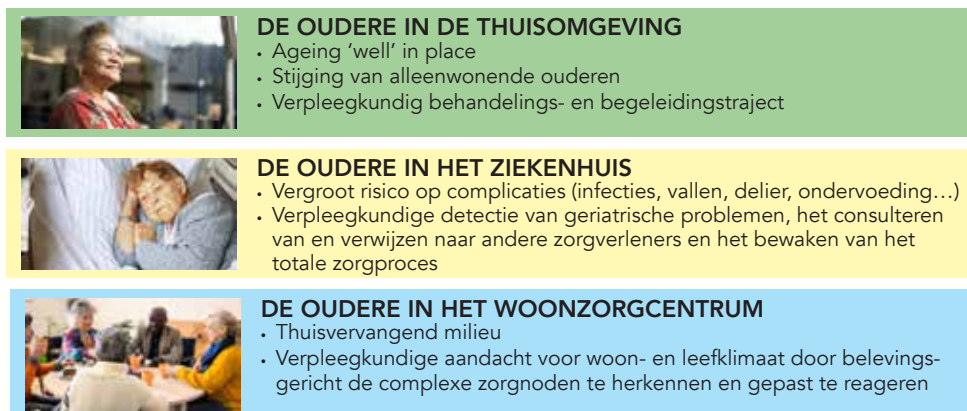 DE OUDERE IN DE THUISOMGEVING
• Ageing ‘well’ in place
• Stijging van alleenwonende ouderen
• Verpleegkundig behandelings- en begeleidingstraject
DE OUDERE IN HET ZIEKENHUIS
• Vergroot risico op complicaties (infecties, vallen, delier, ondervoeding…)
• Verpleegkundige detectie van geriatrische problemen, het consulteren
van en verwijzen naar andere zorgverleners en het bewaken van het
totale zorgproces
DE OUDERE IN HET WOONZORGCENTRUM
• Thuisvervangend milieu
• Verpleegkundige aandacht voor woon- en leefklimaat door belevings-
gericht de complexe zorgnoden te herkennen en gepast te reageren